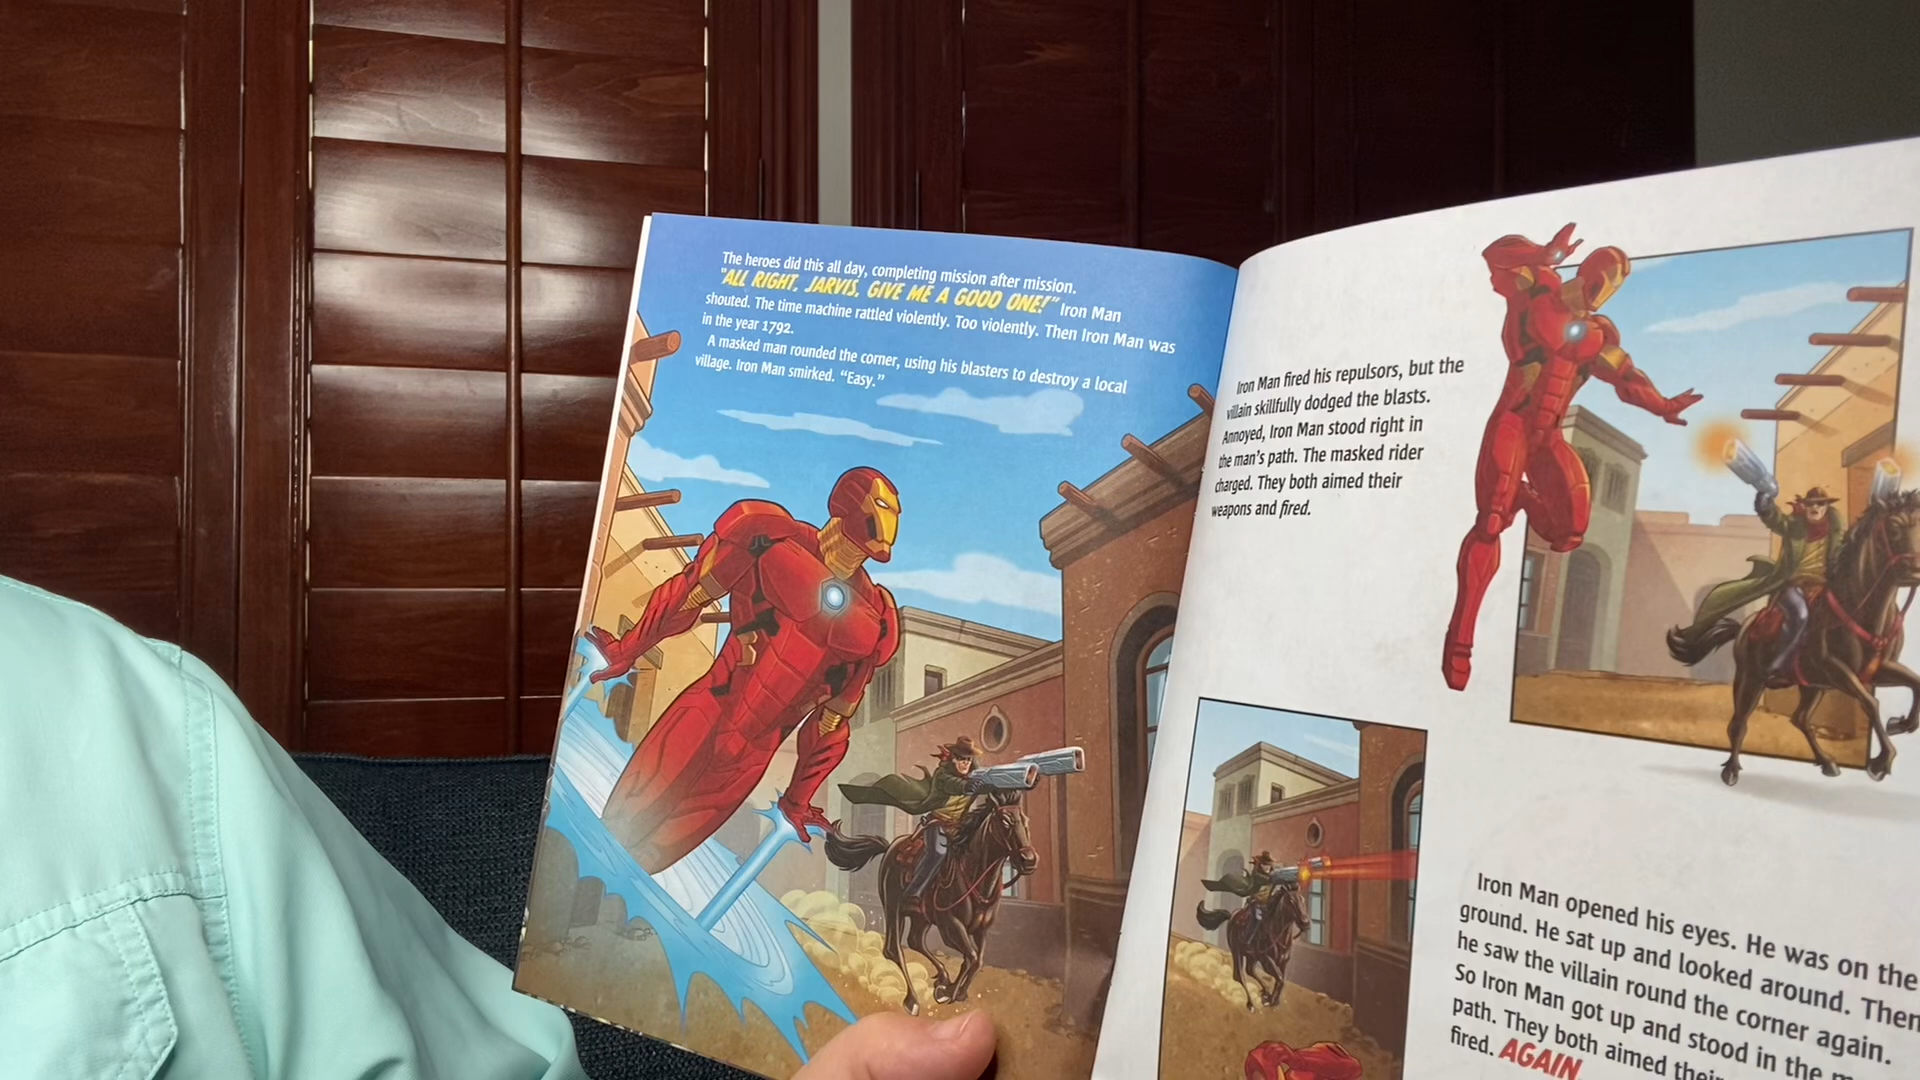 The heroes did this all day, completing mission after mission.
"ALL RIGHT, JARVIS, GIVE ME A GOOD ONE!" Iron Man
shouted. The time machine rattled violently. Too violently. Then Iron Man was
in the year 1792.
A masked man rounded the corner, using his blasters to destroy a local
village. Iron Man smirked. “Easy.”
Iron Man fired his repulsors, but the
villain skillfully dodged the blasts.
Annoyed, Iron Man stood right in
the man's path. The masked rider
charged. They both aimed their
weapons and fired.
Iron Man opened his eyes. He was on the
ground. He sat up and looked around. Then
he saw the villain round the corner again.
So Iron Man got up and stood in the
path. They both aimed their
fired. AGAIN